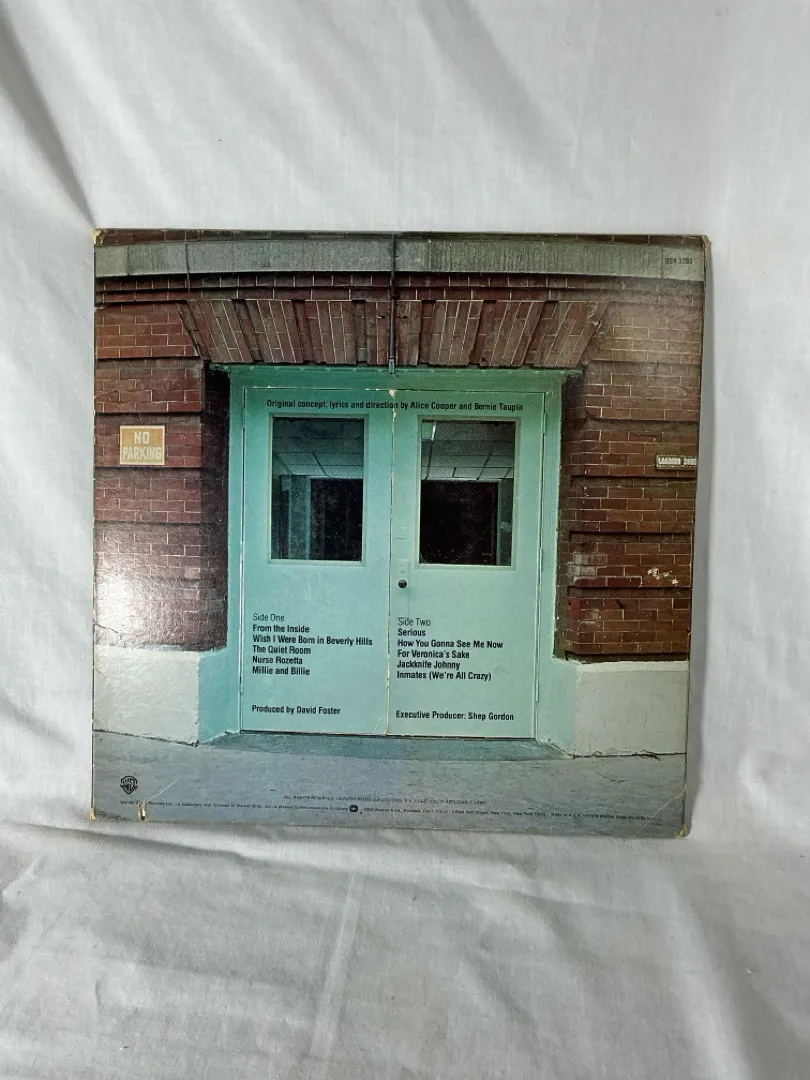 BSK 3263
Original concept, lyrics and direction by Alice Cooper and Bernie Taupin
NO
PARKING
LOADING ZONE
Side One
From the Inside
Wish I Were Born in Beverly Hills
The Quiet Room
Nurse Rozetta
Millie and Billie
Produced by David Foster
Side Two
Serious
How You Gonna See Me Now
For Veronica's Sake
Jackknife Johnny
Inmates (We're All Crazy)
Executive Producer: Shep Gordon